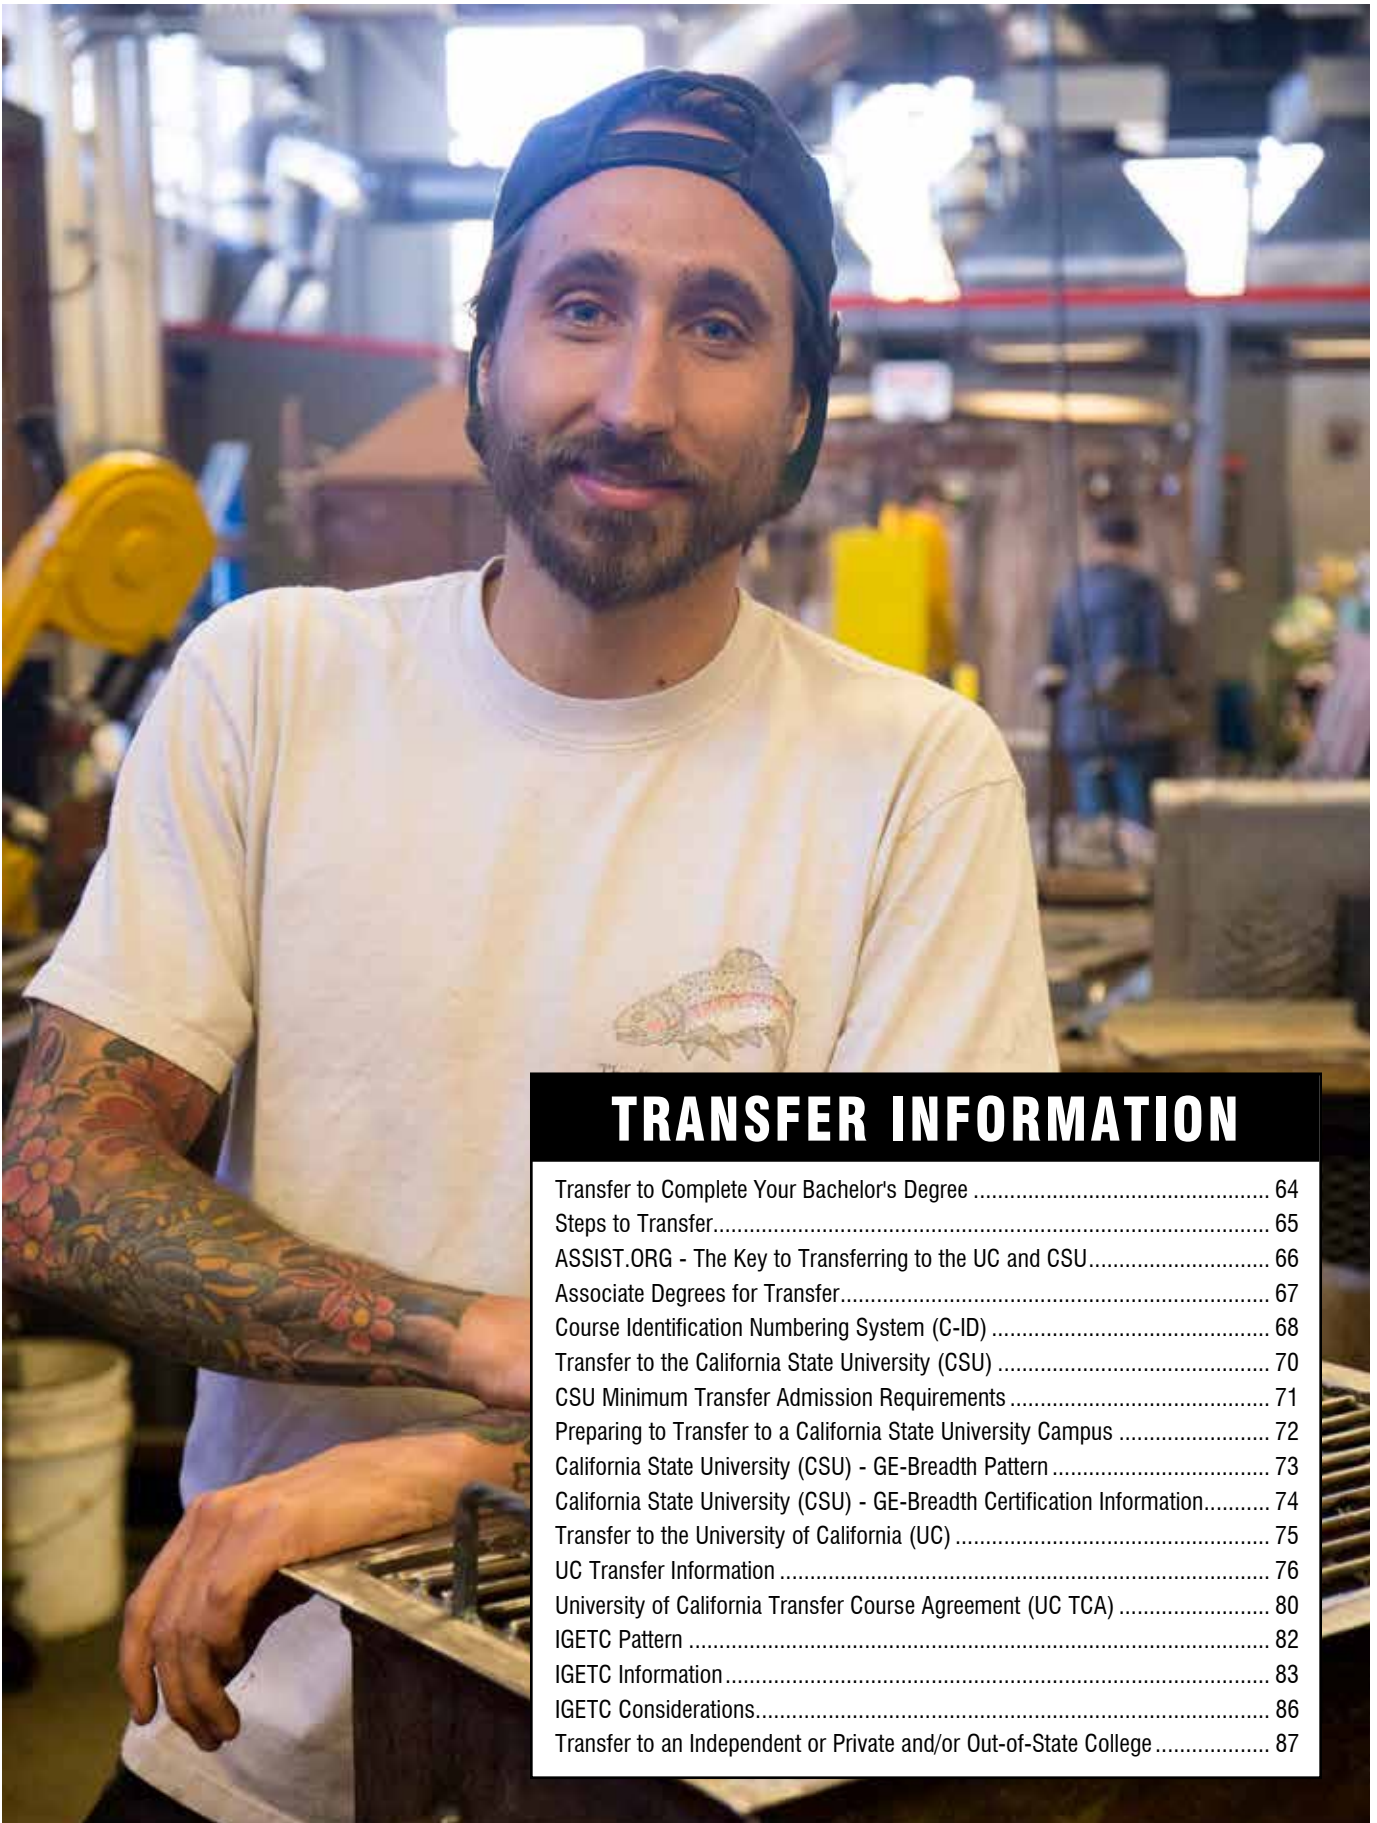 TRANSFER INFORMATION
Transfer to Complete Your Bachelor's Degree ................................................. 64
Steps to Transfer............................................................................................ 65
ASSIST.ORG - The Key to Transferring to the UC and CSU.............................. 66
Associate Degrees for Transfer....................................................................... 67
Course Identification Numbering System (C-ID) .............................................. 68
Transfer to the California State University (CSU) ............................................. 70
CSU Minimum Transfer Admission Requirements ........................................... 71
Preparing to Transfer to a California State University Campus ......................... 72
California State University (CSU) - GE-Breadth Pattern .................................... 73
California State University (CSU) - GE-Breadth Certification Information........... 74
Transfer to the University of California (UC) .................................................... 75
UC Transfer Information ................................................................................. 76
University of California Transfer Course Agreement (UC TCA) ......................... 80
IGETC Pattern ................................................................................................ 82
IGETC Information.......................................................................................... 83
IGETC Considerations..................................................................................... 86
Transfer to an Independent or Private and/or Out-of-State College ................... 87